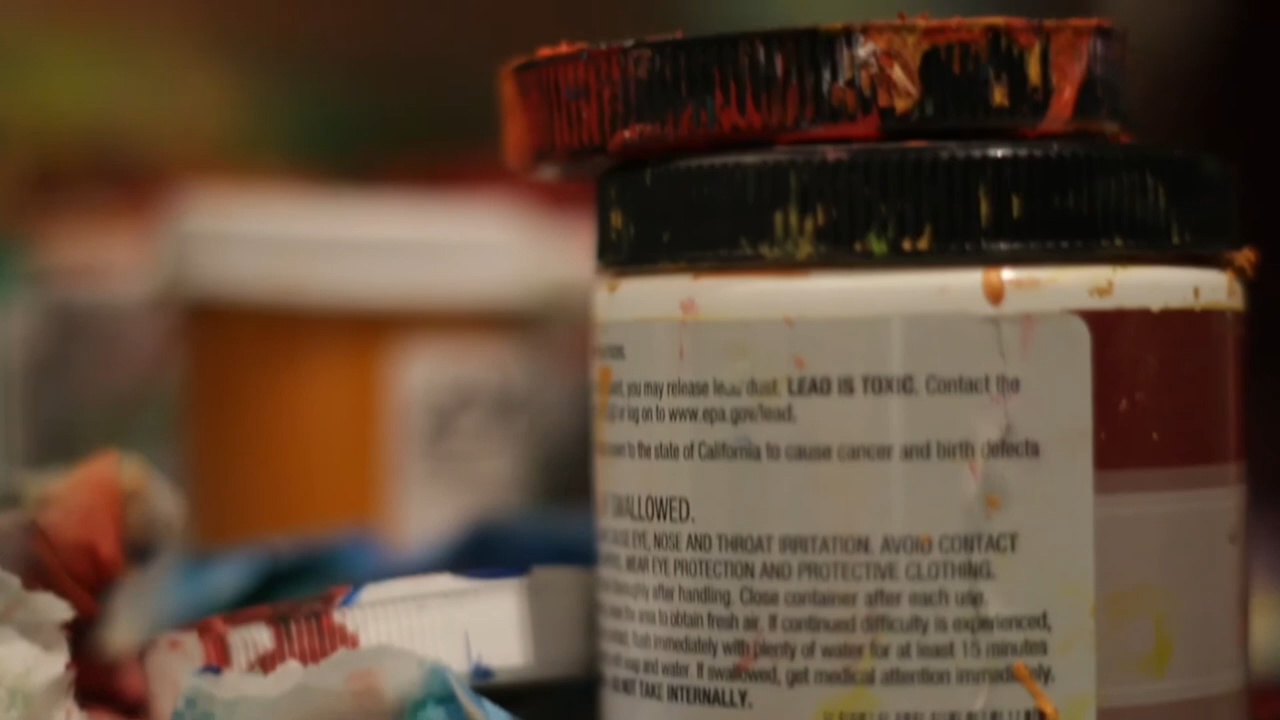 you may release lead dust. LEAD IS TOXIC. Contact the
or log on to www.epa.gov/lead.
to the state of California to cause cancer and birth defects
SWALLOWED.
EYE, NOSE AND THROAT IRRITATION. AVOID CONTACT
WEAR EYE PROTECTION AND PROTECTIVE CLOTHING.
after handling. Close container after each use.
area to obtain fresh air. If continued difficulty is experienced,
immediately with plenty of water for at least 15 minutes
and water. If swallowed, get medical attention immediately.
NOT TAKE INTERNALLY.